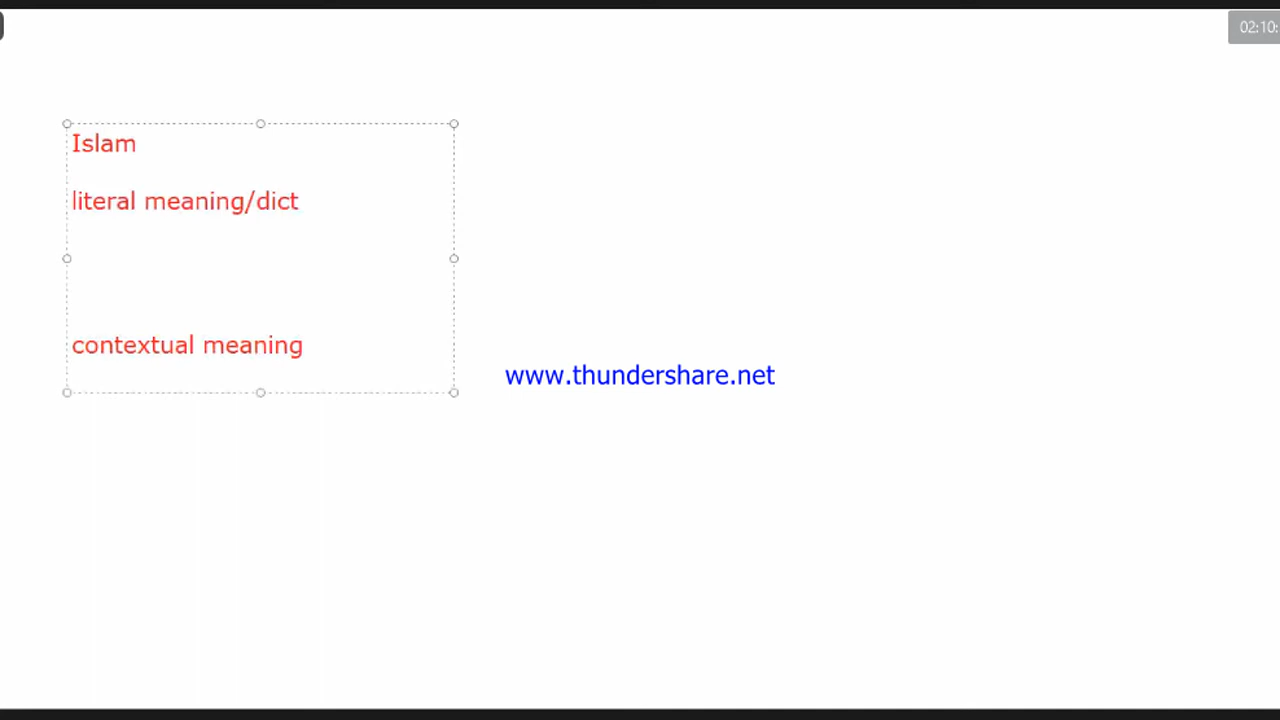 02:10:
Islam
literal meaning/dict
contextual meaning
www.thundershare.net